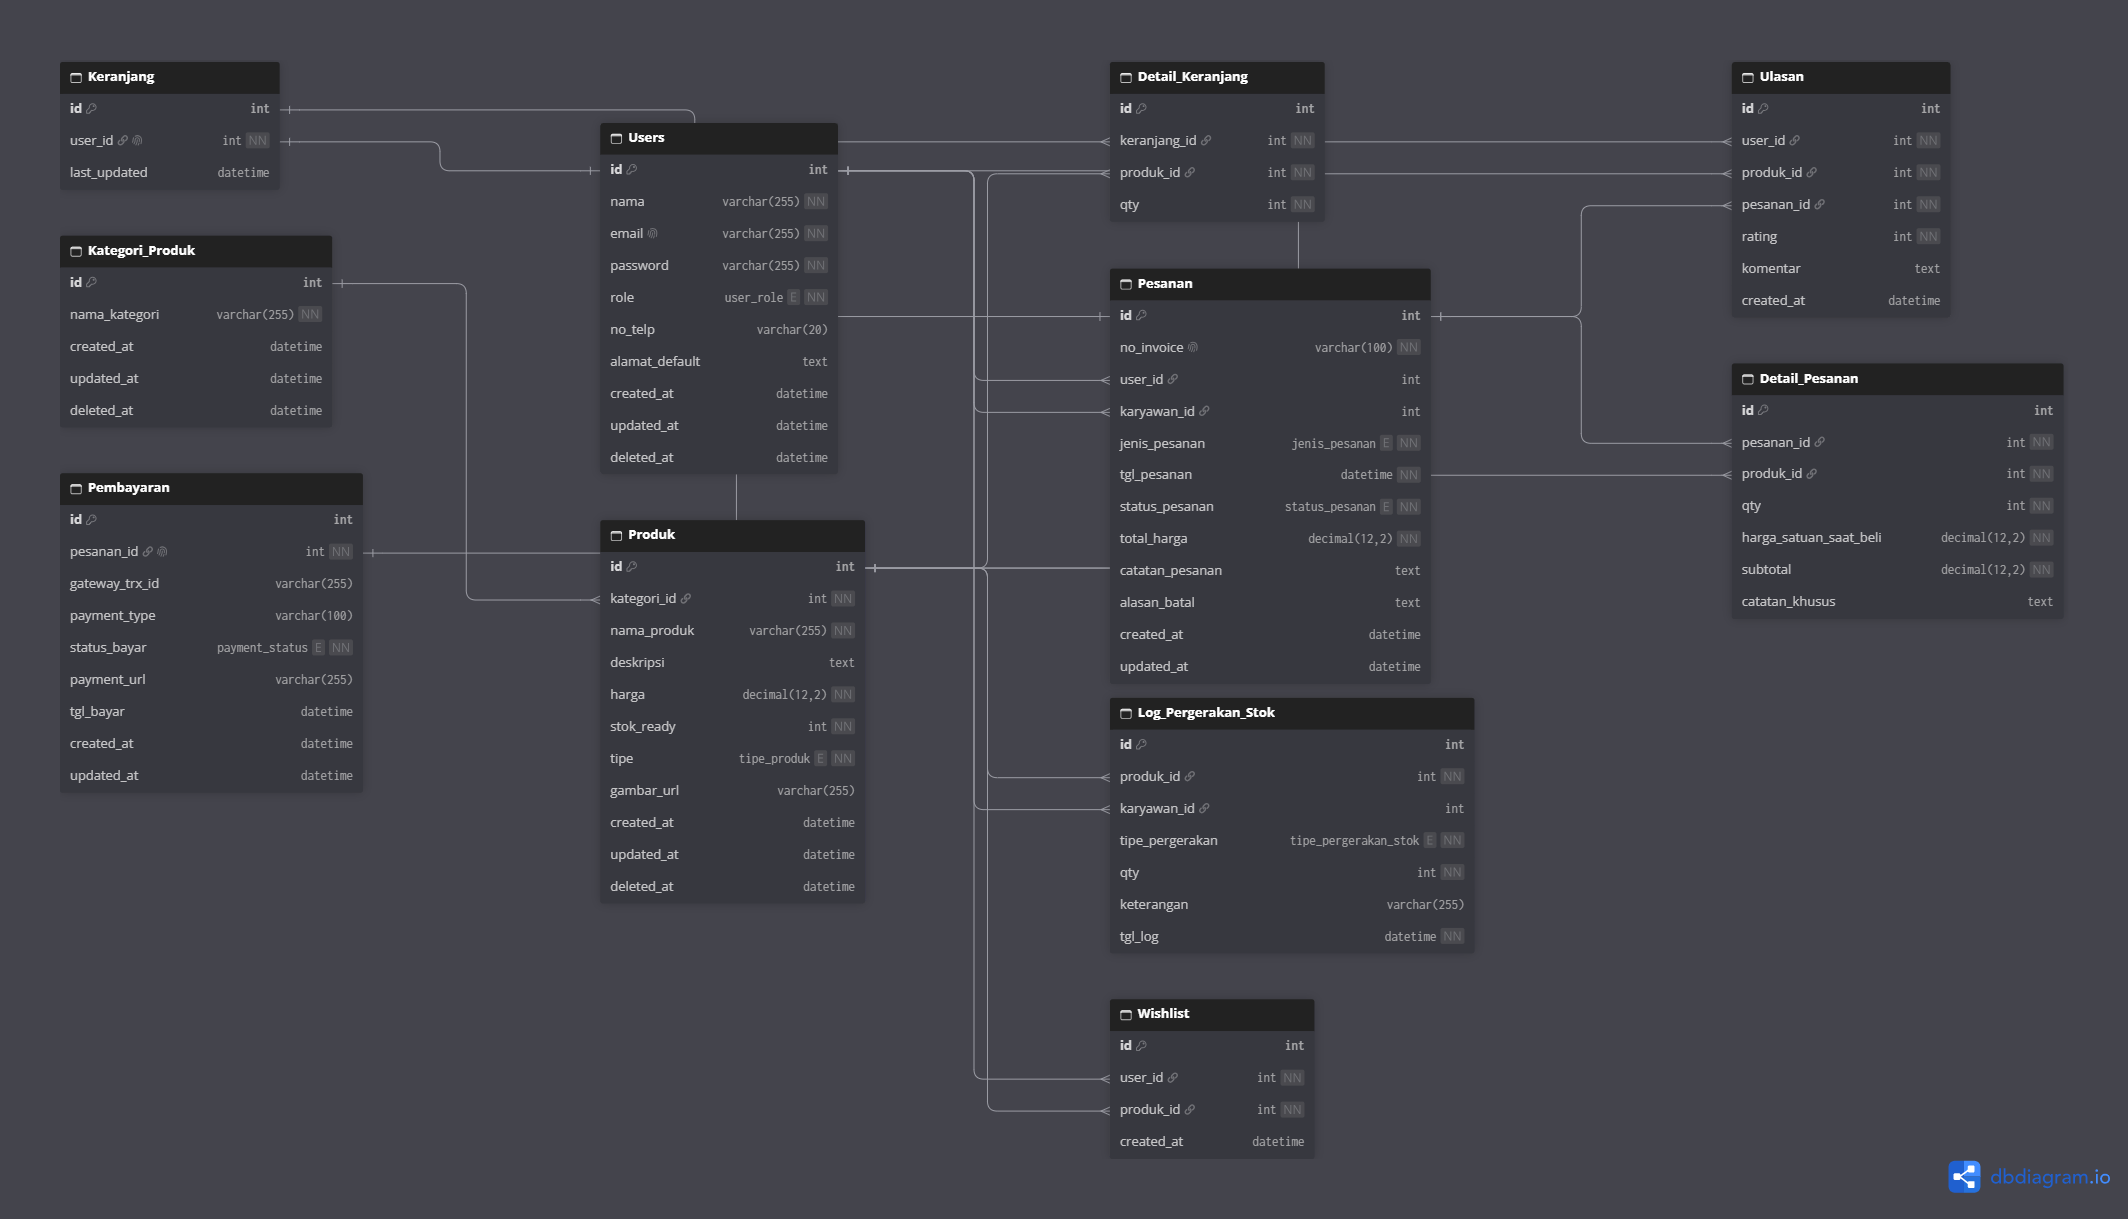 Keranjang
id int
user_id int NN
last_updated datetime
Kategori_Produk
id int
nama_kategori varchar(255) NN
created_at datetime
updated_at datetime
deleted_at datetime
Pembayaran
id int
pesanan_id int NN
gateway_trx_id varchar(255)
payment_type varchar(100)
status_bayar payment_status E NN
payment_url varchar(255)
tgl_bayar datetime
created_at datetime
updated_at datetime
Users
id int
nama varchar(255) NN
email varchar(255) NN
password varchar(255) NN
role user_role E NN
no_telp varchar(20)
alamat_default text
created_at datetime
updated_at datetime
deleted_at datetime
Produk
id int
kategori_id int NN
nama_produk varchar(255) NN
deskripsi text
harga decimal(12,2) NN
stok_ready int NN
tipe tipe_produk E NN
gambar_url varchar(255)
created_at datetime
updated_at datetime
deleted_at datetime
Detail_Keranjang
id int
keranjang_id int NN
produk_id int NN
qty int NN
Pesanan
id int
no_invoice varchar(100) NN
user_id int
karyawan_id int
jenis_pesanan jenis_pesanan E NN
tgl_pesanan datetime NN
status_pesanan status_pesanan E NN
total_harga decimal(12,2) NN
catatan_pesanan text
alasan_batal text
created_at datetime
updated_at datetime
Log_Pergerakan_Stok
id int
produk_id int NN
karyawan_id int
tipe_pergerakan tipe_pergerakan_stok E NN
qty int NN
keterangan varchar(255)
tgl_log datetime NN
Wishlist
id int
user_id int NN
produk_id int NN
created_at datetime
Ulasan
id int
user_id int NN
produk_id int NN
pesanan_id int NN
rating int NN
komentar text
created_at datetime
Detail_Pesanan
id int
pesanan_id int NN
produk_id int NN
qty int NN
harga_satuan_saat_beli decimal(12,2) NN
subtotal decimal(12,2) NN
catatan_khusus text
dbdiagram.io